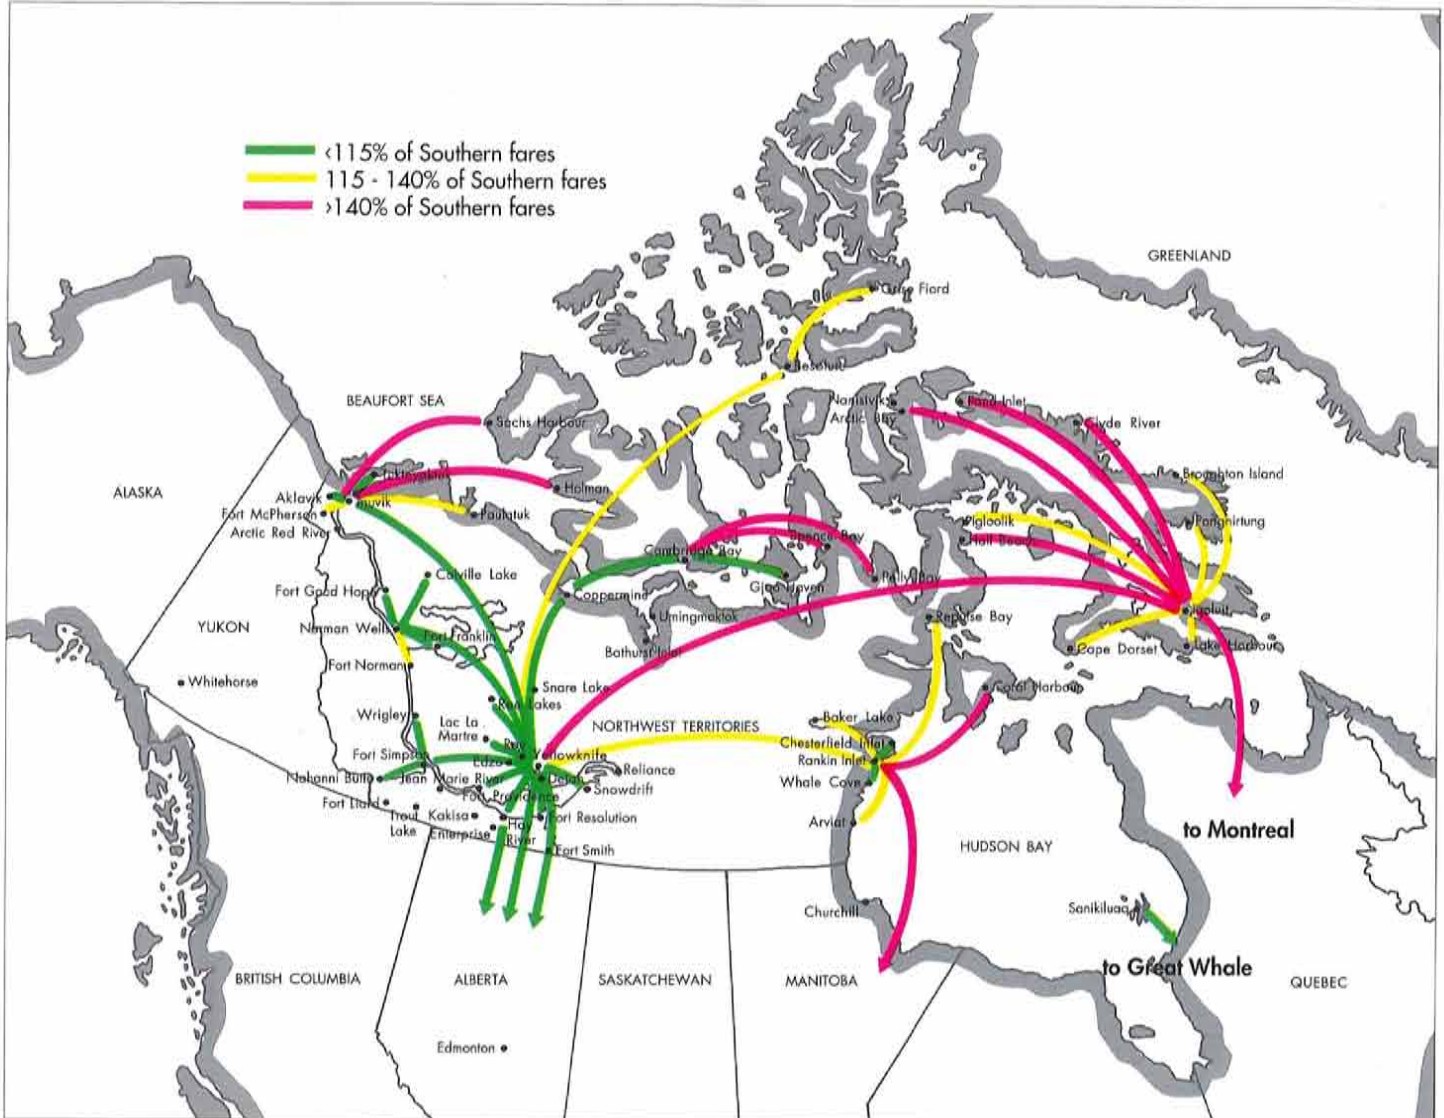 <115% of Southern fares
115 - 140% of Southern fares
>140% of Southern fares
GREENLAND
Grise Fiord
Resolute
BEAUFORT SEA
Sachs Harbour
Nanisivik
Arctic Bay
Pond Inlet
Clyde River
ALASKA
Tuktoyaktuk
Aklavik
Inuvik
Holman
Broughton Island
Fort McPherson
Paulatuk
Arctic Red River
Igloolik
Pangnirtung
Hall Beach
Spence Bay
Cambridge Bay
Colville Lake
Pelly Bay
Fort Good Hope
Coppermine
Gjoa Haven
Iqaluit
YUKON
Norman Wells
Fort Franklin
Umingmaktok
Repulse Bay
Bathurst Inlet
Cape Dorset
Lake Harbour
Fort Norman
Whitehorse
Snare Lake
Coral Harbour
Rae Lakes
Wrigley
Lac La
Martre
NORTHWEST TERRITORIES
Baker Lake
Rae
Edzo
Yellowknife
Chesterfield Inlet
Rankin Inlet
Fort Simpson
Nahanni Butte
Jean Marie River
Detah
Reliance
Whale Cove
Snowdrift
Fort Providence
Fort Liard
Trout
Lake
Kakisa
Enterprise
Hay
River
Fort Resolution
Arviat
to Montreal
Fort Smith
HUDSON BAY
Churchill
Sanikiluaq
to Great Whale
BRITISH COLUMBIA
ALBERTA
SASKATCHEWAN
MANITOBA
QUEBEC
Edmonton